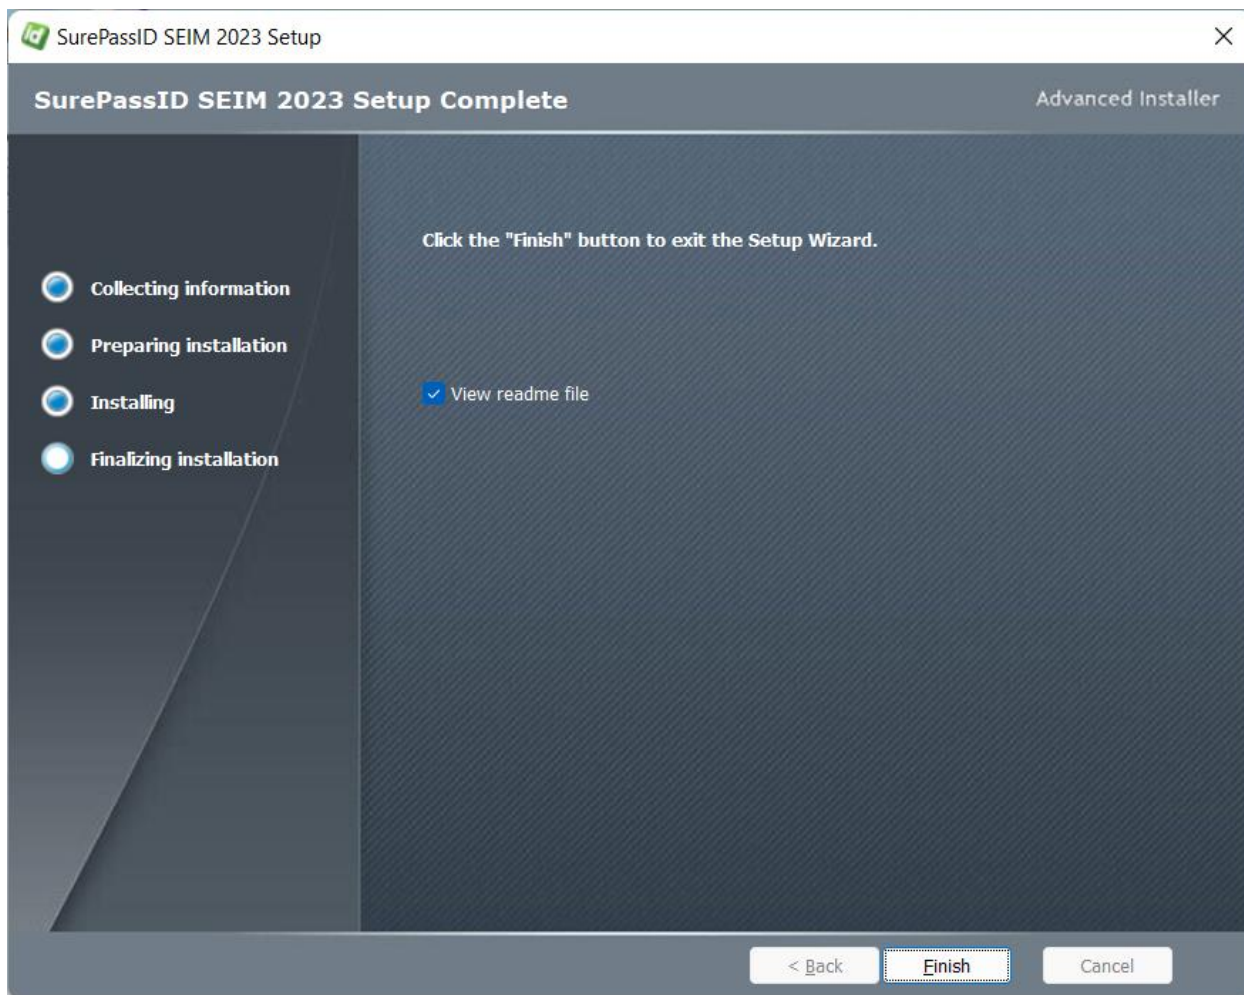 SurePassID SEIM 2023 Setup
SurePassID SEIM 2023 Setup Complete
Advanced Installer
Click the "Finish" button to exit the Setup Wizard.
Collecting information
Preparing installation
Installing
Finalizing installation
View readme file
< Back
Finish
Cancel